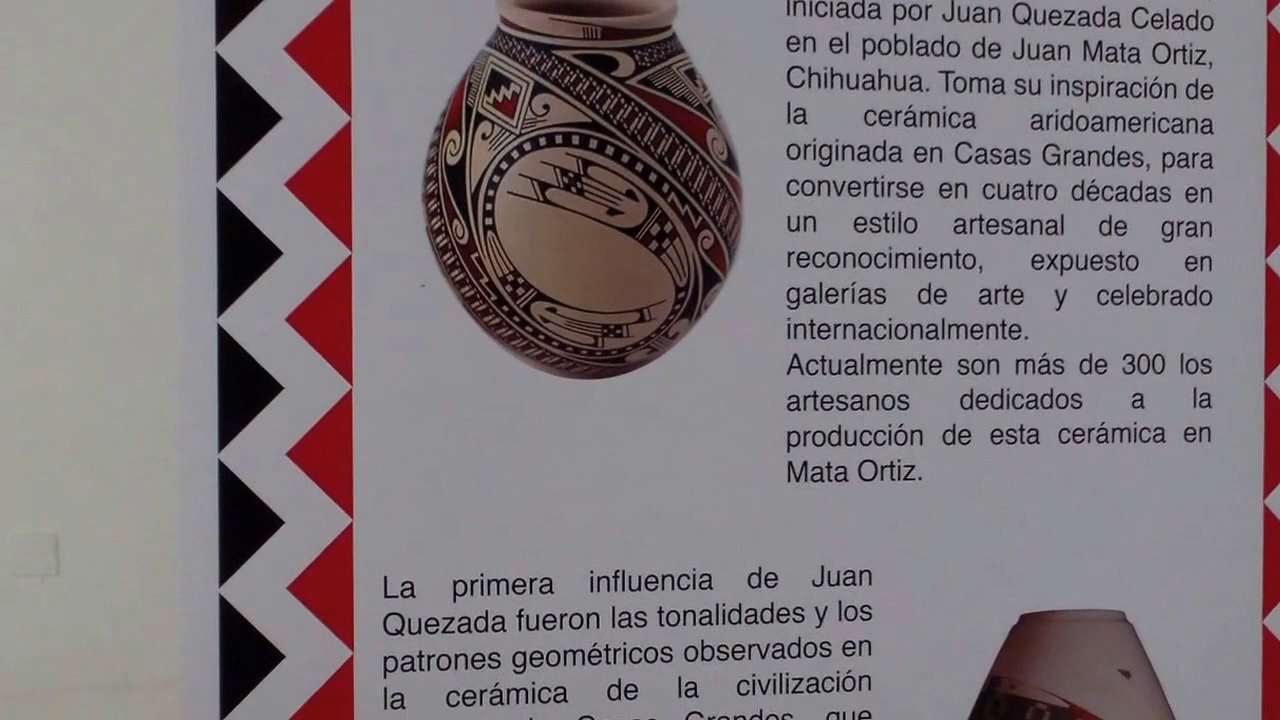 iniciada por Juan Quezada Celado
en el poblado de Juan Mata Ortiz,
Chihuahua. Toma su inspiración de
la cerámica aridoamericana
originada en Casas Grandes, para
convertirse en cuatro décadas en
un estilo artesanal de gran
reconocimiento, expuesto en
galerías de arte y celebrado
internacionalmente.
Actualmente son más de 300 los
artesanos dedicados a la
producción de esta cerámica en
Mata Ortiz.
La primera influencia de Juan
Quezada fueron las tonalidades y los
patrones geométricos observados en
la cerámica de la civilización
Casas Grandes que